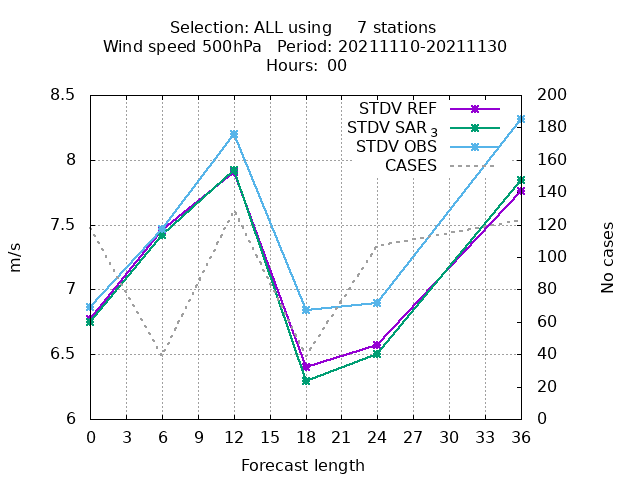 Selection: ALL using 7 stations
Wind speed 500hPa Period: 20211110-20211130
Hours: 00
8.5
8
7.5
7
6.5
6
m/s
STDV REF
STDV SAR 3
STDV OBS
CASES
200
180
160
140
120
100
80
60
40
20
0
No cases
0 3 6 9 12 15 18 21 24 27 30 33 36
Forecast length